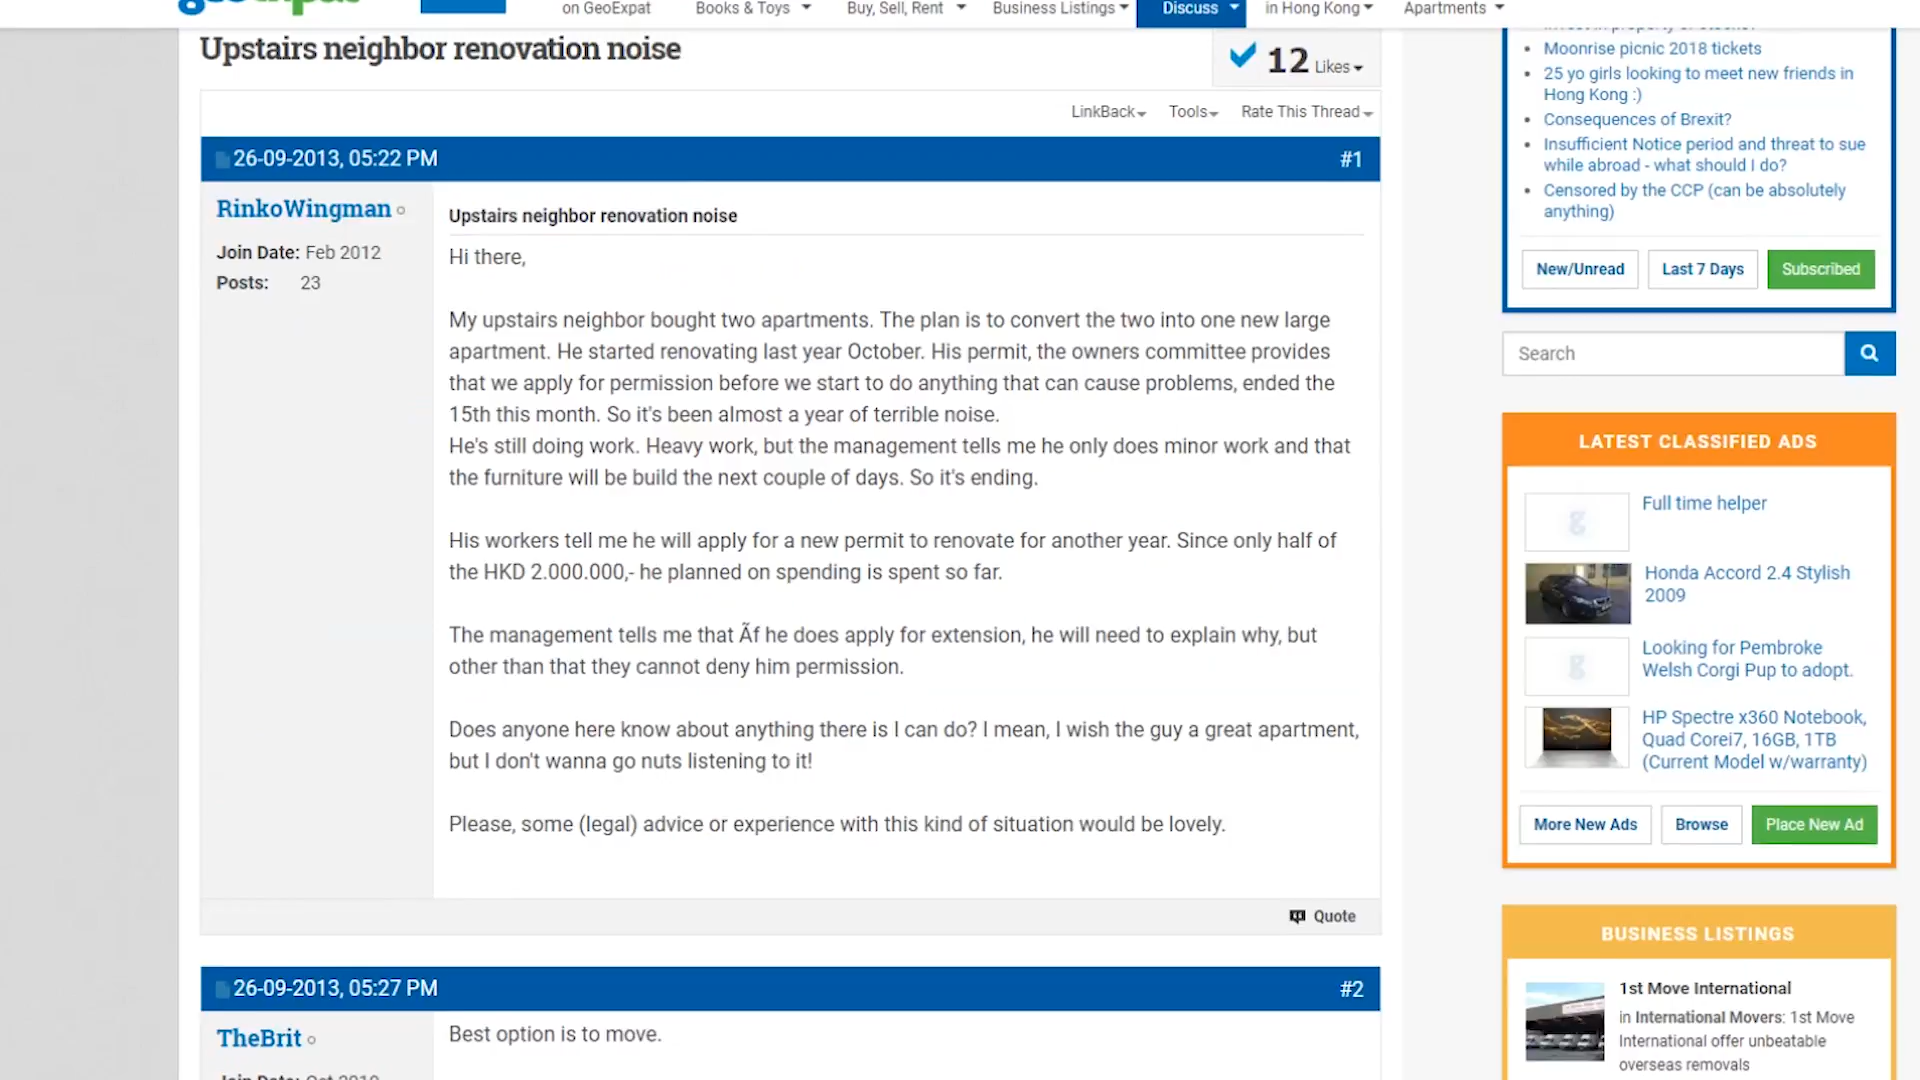 on GeoExpat
Books & Toys
Buy, Sell, Rent
Business Listings
Discuss
in Hong Kong
Apartments
Upstairs neighbor renovation noise
12 Likes
LinkBack
Tools
Rate This Thread
26-09-2013, 05:22 PM
#1
RinkoWingman
Join Date: Feb 2012
Posts: 23
Upstairs neighbor renovation noise
Hi there,
My upstairs neighbor bought two apartments. The plan is to convert the two into one new large
apartment. He started renovating last year October. His permit, the owners committee provides
that we apply for permission before we start to do anything that can cause problems, ended the
15th this month. So it's been almost a year of terrible noise.
He's still doing work. Heavy work, but the management tells me he only does minor work and that
the furniture will be build the next couple of days. So it's ending.
His workers tell me he will apply for a new permit to renovate for another year. Since only half of
the HKD 2.000.000,- he planned on spending is spent so far.
The management tells me that Ãf he does apply for extension, he will need to explain why, but
other than that they cannot deny him permission.
Does anyone here know about anything there is I can do? I mean, I wish the guy a great apartment,
but I don't wanna go nuts listening to it!
Please, some (legal) advice or experience with this kind of situation would be lovely.
Quote
26-09-2013, 05:27 PM
#2
TheBrit
Best option is to move.
Moonrise picnic 2018 tickets
25 yo girls looking to meet new friends in
Hong Kong :)
Consequences of Brexit?
Insufficient Notice period and threat to sue
while abroad - what should I do?
Censored by the CCP (can be absolutely
anything)
New/Unread
Last 7 Days
Subscribed
Search
LATEST CLASSIFIED ADS
Full time helper
Honda Accord 2.4 Stylish
2009
Looking for Pembroke
Welsh Corgi Pup to adopt.
HP Spectre x360 Notebook,
Quad Corei7, 16GB, 1TB
(Current Model w/warranty)
More New Ads
Browse
Place New Ad
BUSINESS LISTINGS
1st Move International
in International Movers: 1st Move
International offer unbeatable
overseas removals